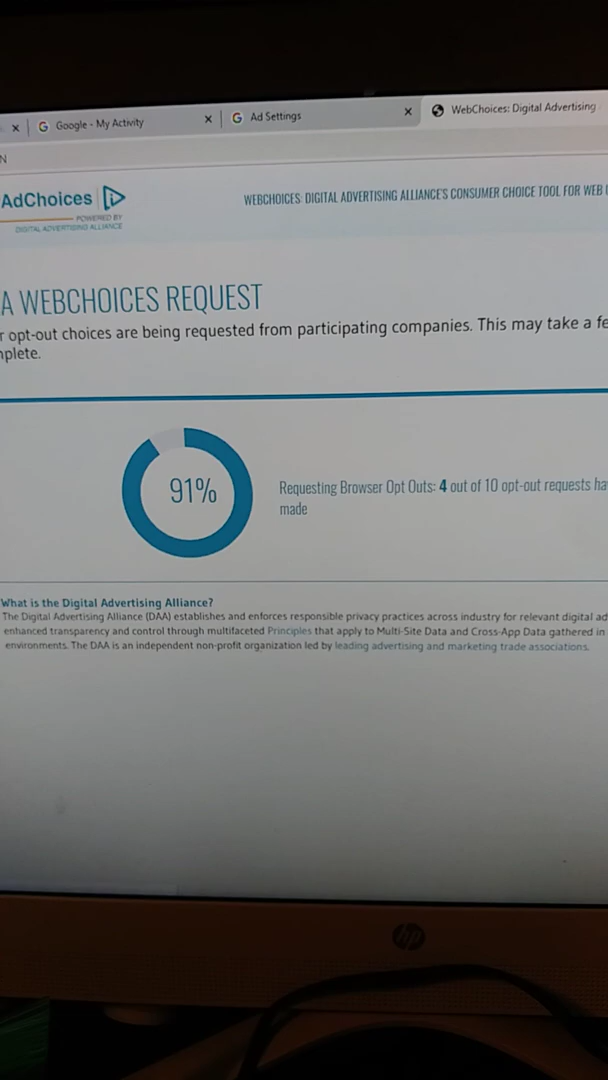 Google - My Activity
Ad Settings
WebChoices: Digital Advertising
N
AdChoices
POWERED BY
DIGITAL ADVERTISING ALLIANCE
WEBCHOICES: DIGITAL ADVERTISING ALLIANCE'S CONSUMER CHOICE TOOL FOR WEB
A WEBCHOICES REQUEST
r opt-out choices are being requested from participating companies. This may take a fe
mplete.
91%
Requesting Browser Opt Outs: 4 out of 10 opt-out requests ha
made
What is the Digital Advertising Alliance?
The Digital Advertising Alliance (DAA) establishes and enforces responsible privacy practices across industry for relevant digital ad
enhanced transparency and control through multifaceted Principles that apply to Multi-Site Data and Cross-App Data gathered in
environments. The DAA is an independent non-profit organization led by leading advertising and marketing trade associations.
hp